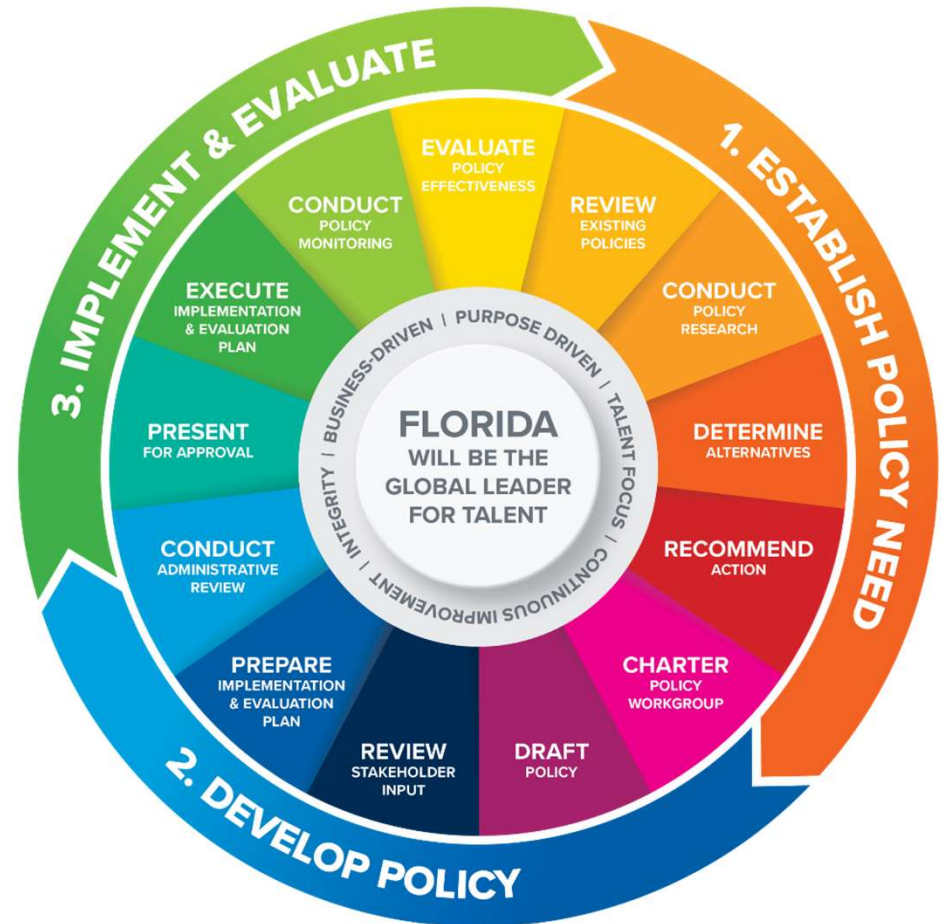 1. ESTABLISH POLICY NEED
2. DEVELOP POLICY
3. IMPLEMENT & EVALUATE
REVIEW
EXISTING
POLICIES
CONDUCT
POLICY
RESEARCH
DETERMINE
ALTERNATIVES
RECOMMEND
ACTION
CHARTER
POLICY
WORKGROUP
DRAFT
POLICY
REVIEW
STAKEHOLDER
INPUT
PREPARE
IMPLEMENTATION
& EVALUATION
PLAN
CONDUCT
ADMINISTRATIVE
REVIEW
PRESENT
FOR APPROVAL
EXECUTE
IMPLEMENTATION
& EVALUATION
PLAN
CONDUCT
POLICY
MONITORING
EVALUATE
POLICY
EFFECTIVENESS
BUSINESS-DRIVEN | PURPOSE DRIVEN | TALENT FOCUS | CONTINUOUS IMPROVEMENT | INTEGRITY |
FLORIDA
WILL BE THE
GLOBAL LEADER
FOR TALENT